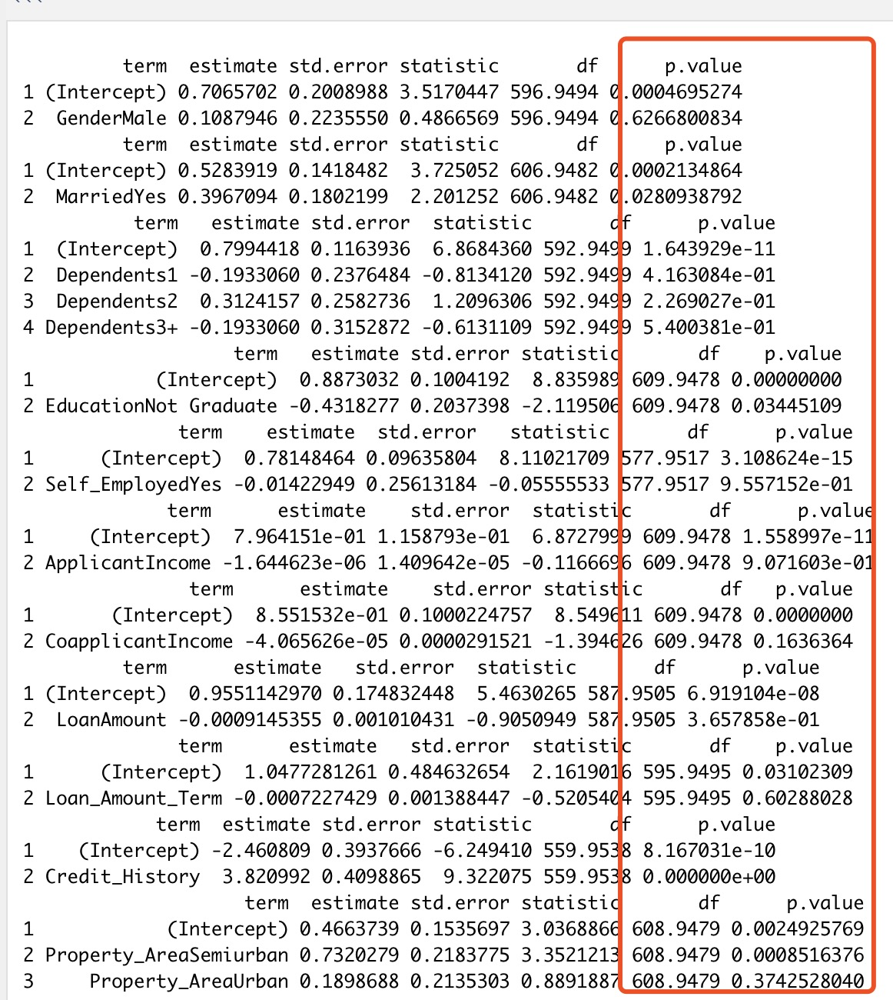 term estimate std.error statistic df p.value
1 (Intercept) 0.7065702 0.2008988 3.5170447 596.9494 0.0004695274
2 GenderMale 0.1087946 0.2235550 0.4866569 596.9494 0.6266800834
term estimate std.error statistic df p.value
1 (Intercept) 0.5283919 0.1418482 3.725052 606.9482 0.0002134864
2 MarriedYes 0.3967094 0.1802199 2.201252 606.9482 0.0280938792
term estimate std.error statistic df p.value
1 (Intercept) 0.7994418 0.1163936 6.8684360 592.9499 1.643929e-11
2 Dependents1 -0.1933060 0.2376484 -0.8134120 592.9499 4.163084e-01
3 Dependents2 0.3124157 0.2582736 1.2096306 592.9499 2.269027e-01
4 Dependents3+ -0.1933060 0.3152872 -0.6131109 592.9499 5.400381e-01
term estimate std.error statistic df p.value
1 (Intercept) 0.8873032 0.1004192 8.835989 609.9478 0.00000000
2 EducationNot Graduate -0.4318277 0.2037398 -2.119506 609.9478 0.03445109
term estimate std.error statistic df p.value
1 (Intercept) 0.78148464 0.09635804 8.11021709 577.9517 3.108624e-15
2 Self_EmployedYes -0.01422949 0.25613184 -0.05555533 577.9517 9.557152e-01
term estimate std.error statistic df p.value
1 (Intercept) 7.964151e-01 1.158793e-01 6.8727999 609.9478 1.558997e-11
2 ApplicantIncome -1.644623e-06 1.409642e-05 -0.1166696 609.9478 9.071603e-01
term estimate std.error statistic df p.value
1 (Intercept) 8.551532e-01 0.1000224757 8.549611 609.9478 0.0000000
2 CoapplicantIncome -4.065626e-05 0.0000291521 -1.394626 609.9478 0.1636364
term estimate std.error statistic df p.value
1 (Intercept) 0.9551142970 0.174832448 5.4630265 587.9505 6.919104e-08
2 LoanAmount -0.0009145355 0.001010431 -0.9050949 587.9505 3.657858e-01
term estimate std.error statistic df p.value
1 (Intercept) 1.0477281261 0.484632654 2.1619016 595.9495 0.03102309
2 Loan_Amount_Term -0.0007227429 0.001388447 -0.5205404 595.9495 0.60288028
term estimate std.error statistic df p.value
1 (Intercept) -2.460809 0.3937666 -6.249410 559.9538 8.167031e-10
2 Credit_History 3.820992 0.4098865 9.322075 559.9538 0.000000e+00
term estimate std.error statistic df p.value
1 (Intercept) 0.4663739 0.1535697 3.0368866 608.9479 0.0024925769
2 Property_AreaSemiurban 0.7320279 0.2183775 3.3521213 608.9479 0.0008516376
3 Property_AreaUrban 0.1898688 0.2135303 0.8891887 608.9479 0.3742528040